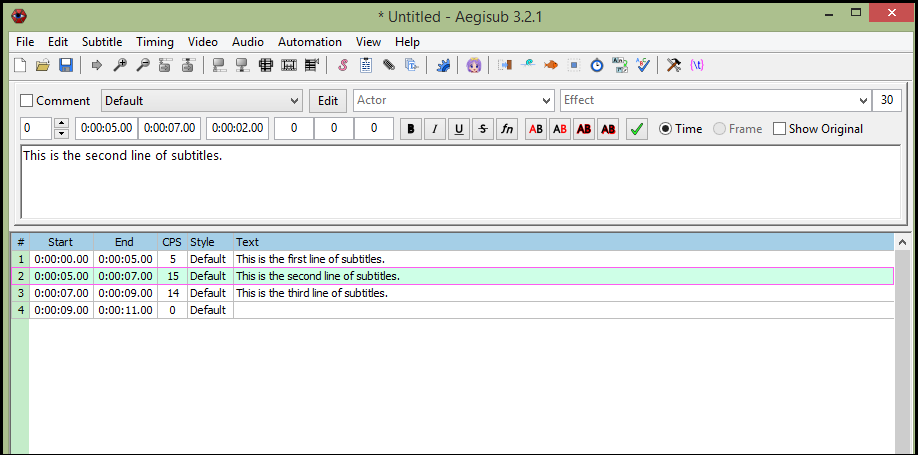 * Untitled - Aegisub 3.2.1
File Edit Subtitle Timing Video Audio Automation View Help
Comment Default Edit Actor Effect 30
0 0:00:05.00 0:00:07.00 0:00:02.00 0 0 0 B I U S fn AB AB AB AB Time Frame Show Original
This is the second line of subtitles.
# Start End CPS Style Text
1 0:00:00.00 0:00:05.00 5 Default This is the first line of subtitles.
2 0:00:05.00 0:00:07.00 15 Default This is the second line of subtitles.
3 0:00:07.00 0:00:09.00 14 Default This is the third line of subtitles.
4 0:00:09.00 0:00:11.00 0 Default